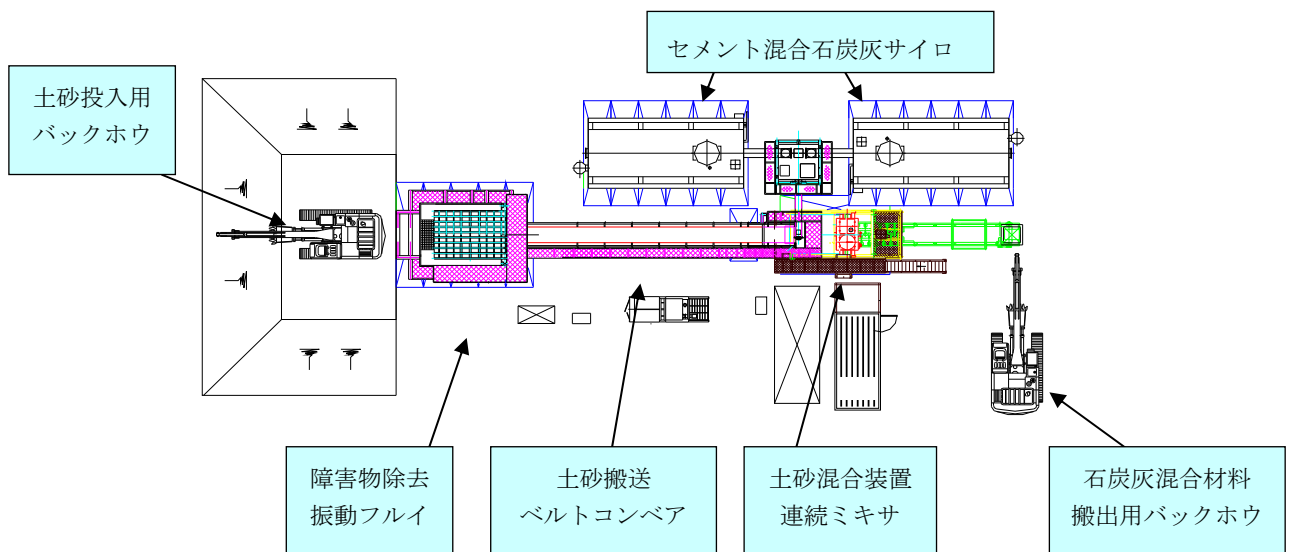 セメント混合石炭灰サイロ
土砂投入用
バックホウ
障害物除去
振動フルイ
土砂搬送
ベルトコンベア
土砂混合装置
連続ミキサ
石炭灰混合材料
搬出用バックホウ